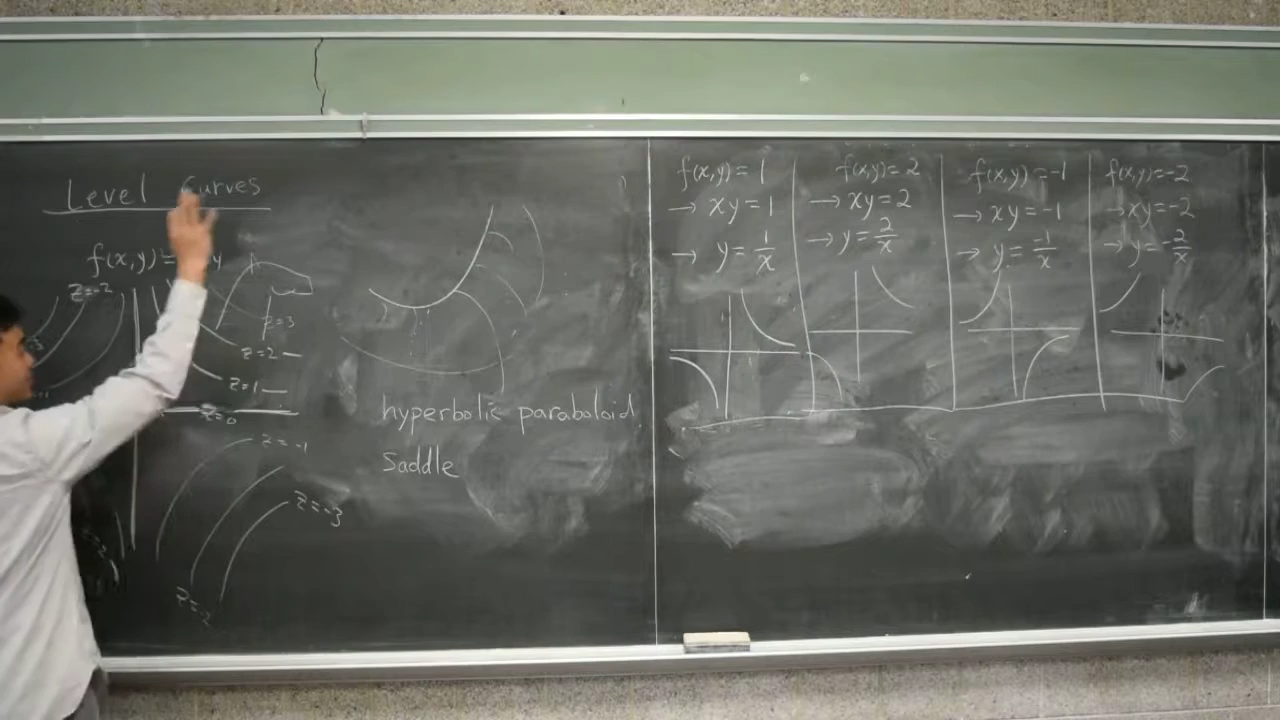 Level Curves
f(x,y)= y
z=-2
z=3
z=2
z=1
z=0
z=-1
z=-3
z=2
hyperbolic paraboloid
Saddle
f(x,y)=1
→ xy=1
→ y=1/x
f(x,y)=2
→ xy=2
→ y=2/x
f(x,y)=-1
→ xy=-1
→ y=-1/x
f(x,y)=-2
→ xy=-2
→ y=-2/x